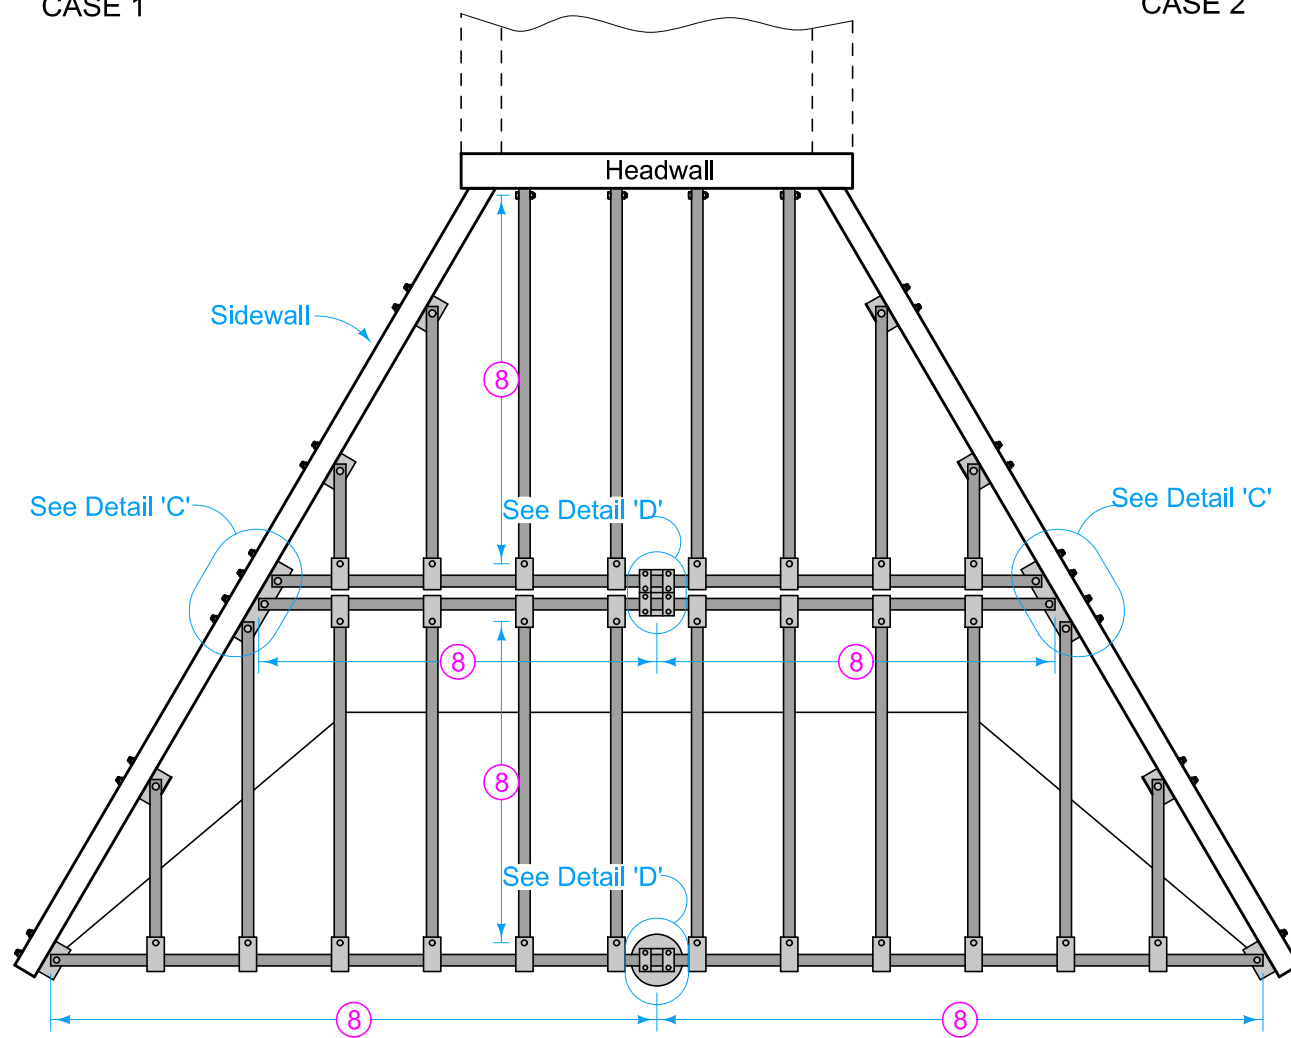 CASE 1
CASE 2
Headwall
Sidewall
8
See Detail 'C'
See Detail 'D'
See Detail 'C'
8
8
8
See Detail 'D'
8
8